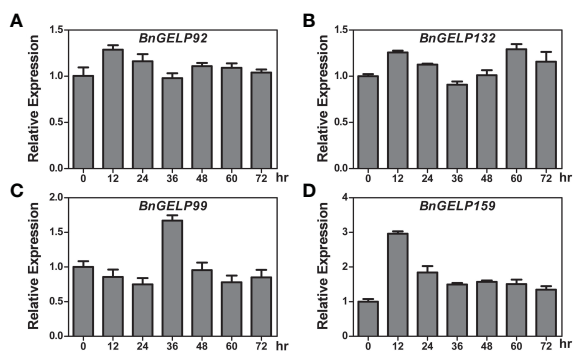 A
BnGELP92
Relative Expression
1.5
1.0
0.5
0.0
0 12 24 36 48 60 72 hr
B
BnGELP132
Relative Expression
1.5
1.0
0.5
0.0
0 12 24 36 48 60 72 hr
C
BnGELP99
Relative Expression
2.0
1.5
1.0
0.5
0.0
0 12 24 36 48 60 72 hr
D
BnGELP159
Relative Expression
4
3
2
1
0
0 12 24 36 48 60 72 hr